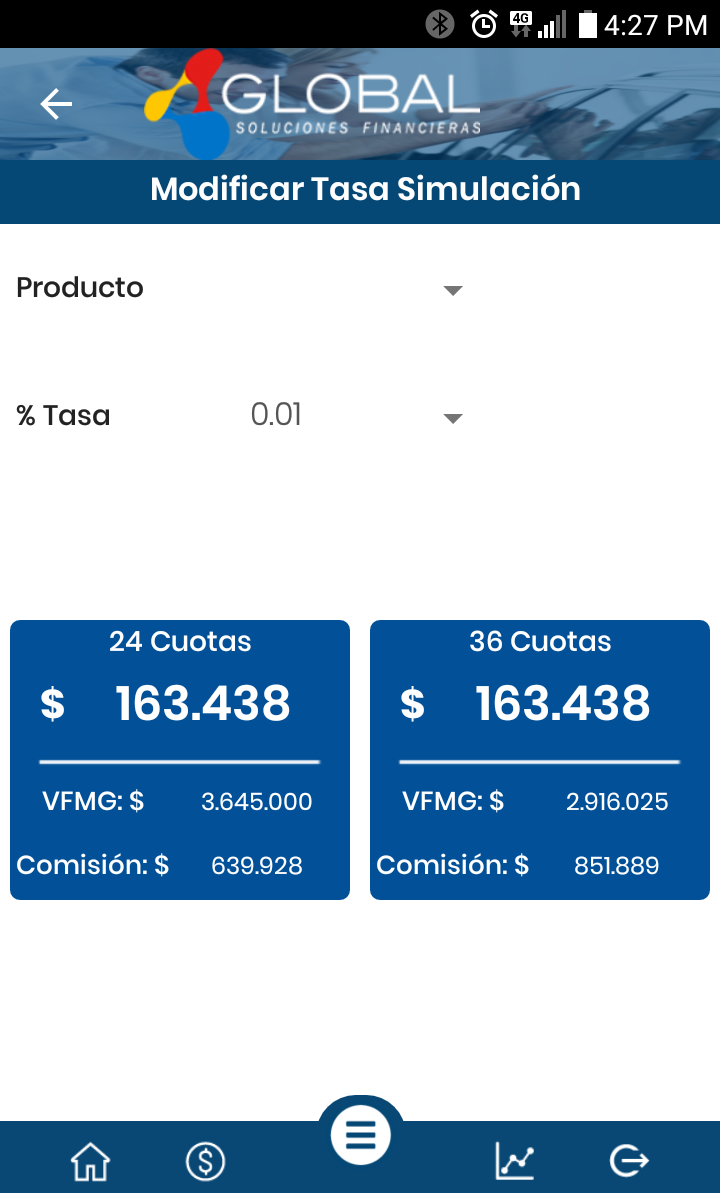 4G 4:27 PM
GLOBAL
SOLUCIONES FINANCIERAS
Modificar Tasa Simulación
Producto
% Tasa 0.01
24 Cuotas
$ 163.438
VFMG: $ 3.645.000
Comisión: $ 639.928
36 Cuotas
$ 163.438
VFMG: $ 2.916.025
Comisión: $ 851.889